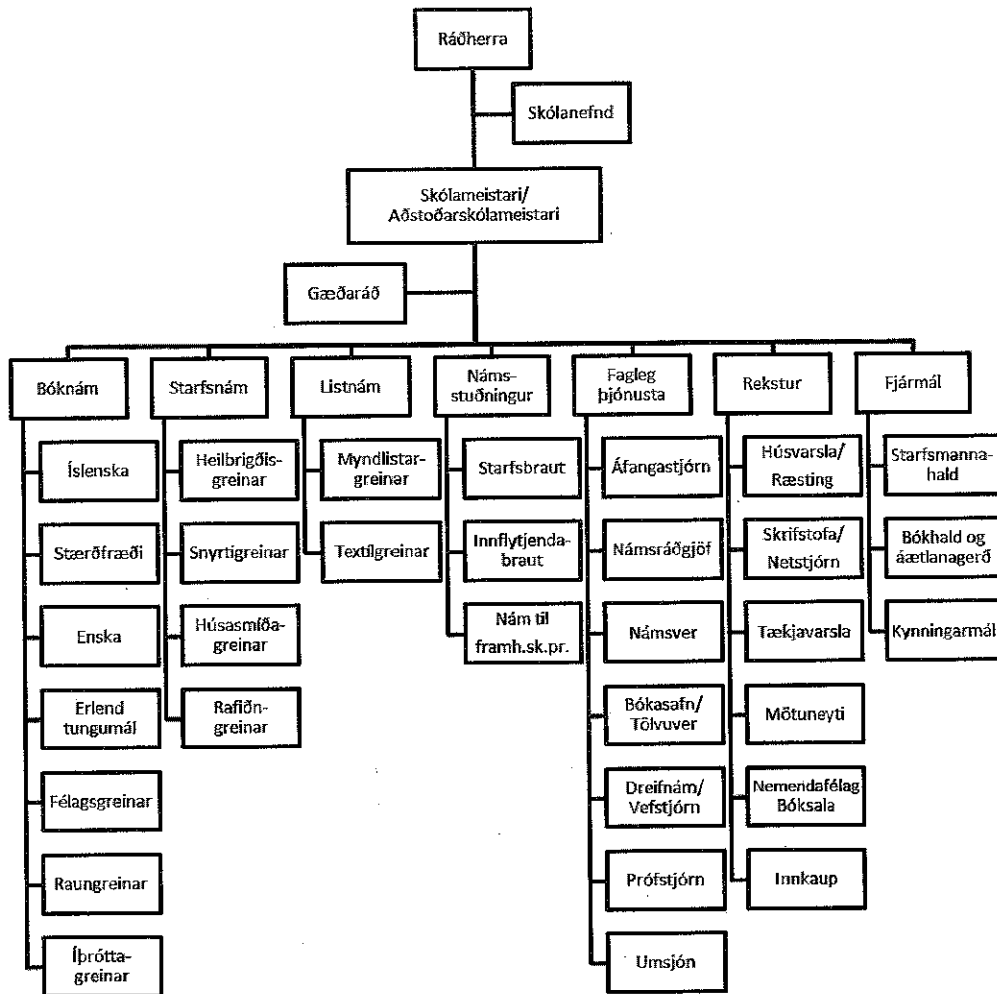 Ráðherra
Skólanefnd
Skólameistari/
Aðstoðarskólameistari
Gæðaráð
Bóknám
Íslenska
Stærðfræði
Enska
Erlend
tungumál
Félagsgreinar
Raungreinar
Íþrótta-
greinar
Starfsnám
Heilbrigðis-
greinar
Snyrtigreinar
Húsasmíða-
greinar
Rafiðn-
greinar
Listnám
Myndlistar-
greinar
Textílgreinar
Náms-
stuðningur
Starfsbraut
Innflytjenda-
braut
Nám til
framh.sk.pr.
Fagleg
þjónusta
Áfangastjórn
Námsráðgjöf
Námsver
Bókasafn/
Tölvuver
Dreifnám/
Vefstjórn
Prófstjórn
Umsjón
Rekstur
Húsvarsla/
Ræsting
Skrifstofa/
Netstjórn
Tækjavarsla
Mötuneyti
Nemendafélag
Bóksala
Innkaup
Fjármál
Starfsmanna-
hald
Bókhald og
áætlanagerð
Kynningarmál